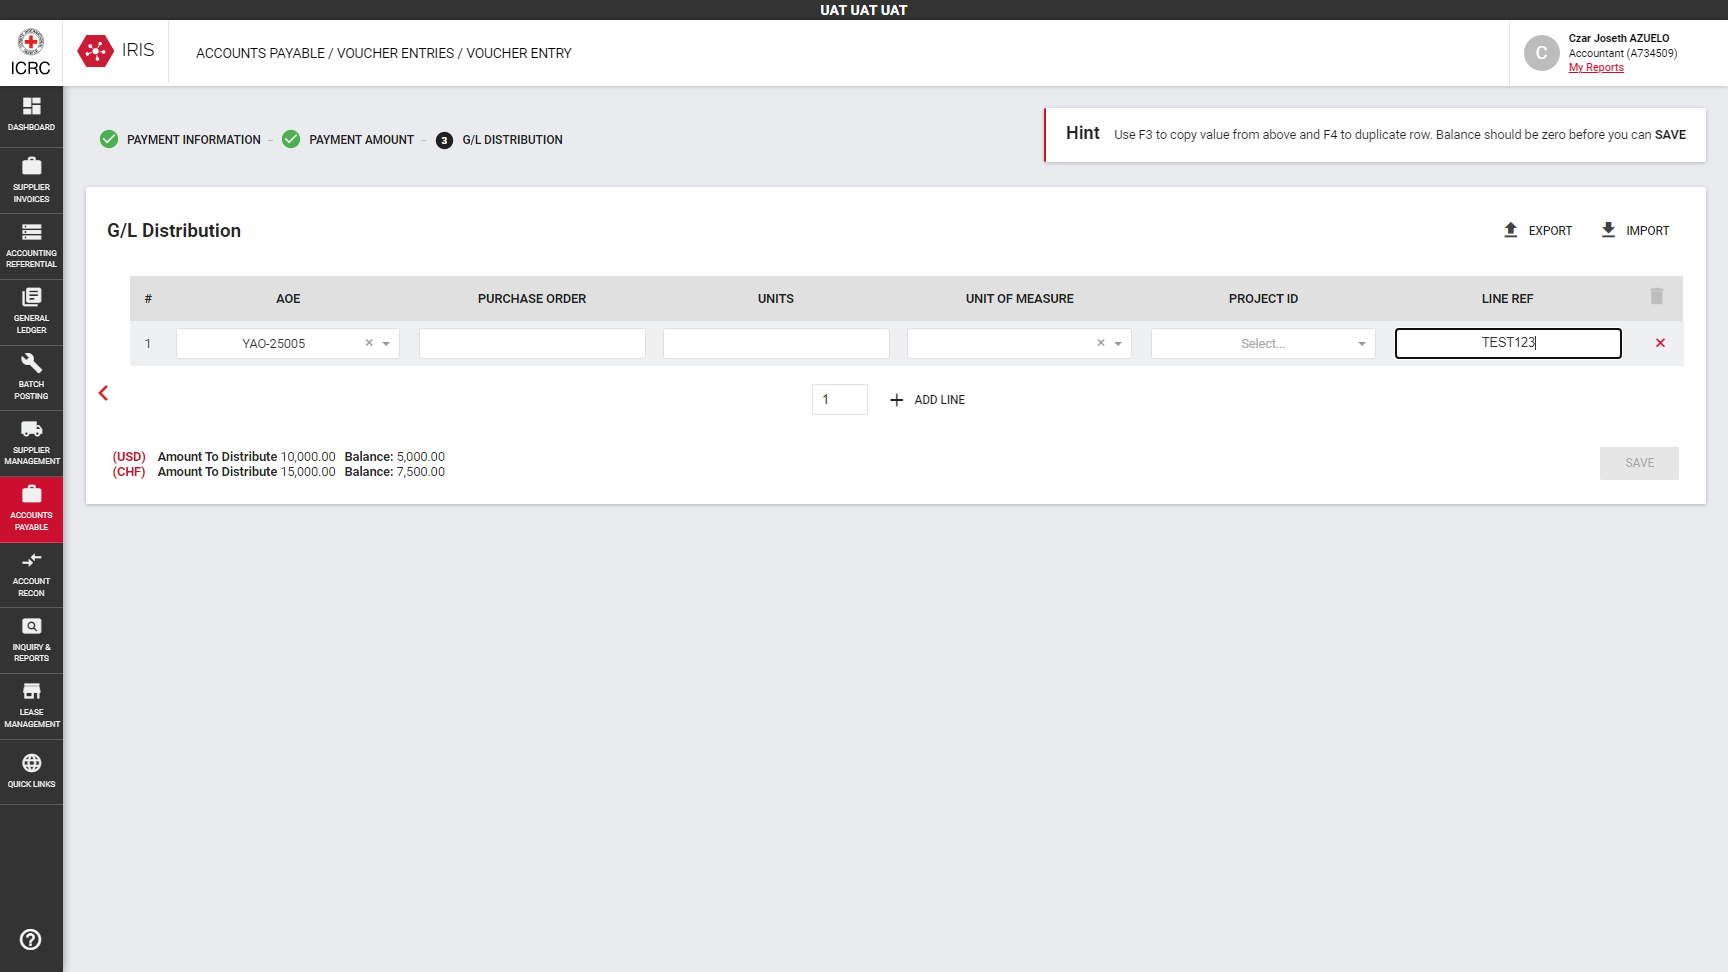 UAT UAT UAT
ICRC
IRIS
ACCOUNTS PAYABLE / VOUCHER ENTRIES / VOUCHER ENTRY
C
Czar Joseth AZUELO
Accountant (A734509)
My Reports
DASHBOARD
SUPPLIER
INVOICES
ACCOUNTING
REFERENTIAL
GENERAL
LEDGER
BATCH
POSTING
SUPPLIER
MANAGEMENT
ACCOUNTS
PAYABLE
ACCOUNT
RECON
INQUIRY &
REPORTS
LEASE
MANAGEMENT
QUICK LINKS
PAYMENT INFORMATION – PAYMENT AMOUNT – 3 G/L DISTRIBUTION
Hint Use F3 to copy value from above and F4 to duplicate row. Balance should be zero before you can SAVE
G/L Distribution
EXPORT IMPORT
# AOE PURCHASE ORDER UNITS UNIT OF MEASURE PROJECT ID LINE REF
1 YAO-25005 Select... TEST123
1 ADD LINE
(USD) Amount To Distribute 10,000.00 Balance: 5,000.00
(CHF) Amount To Distribute 15,000.00 Balance: 7,500.00
SAVE